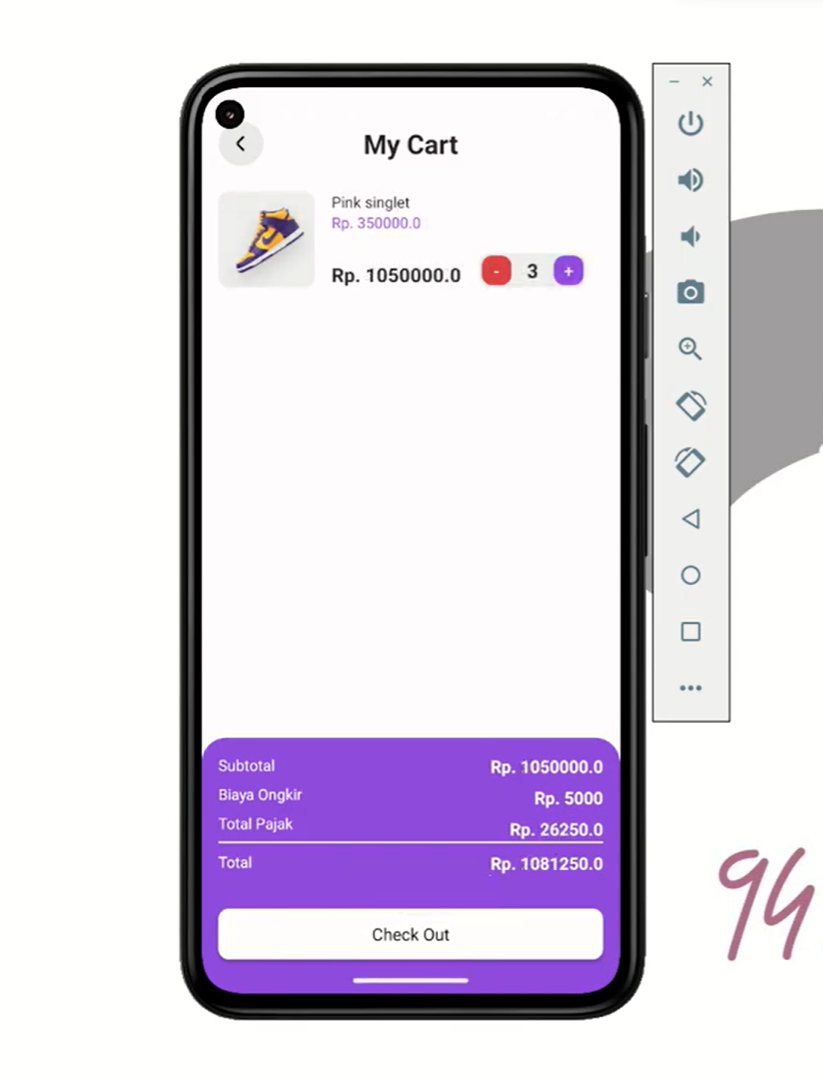 My Cart
Pink singlet
Rp. 350000.0
Rp. 1050000.0 - 3 +
Subtotal Rp. 1050000.0
Biaya Ongkir Rp. 5000
Total Pajak Rp. 26250.0
Total Rp. 1081250.0
Check Out
94